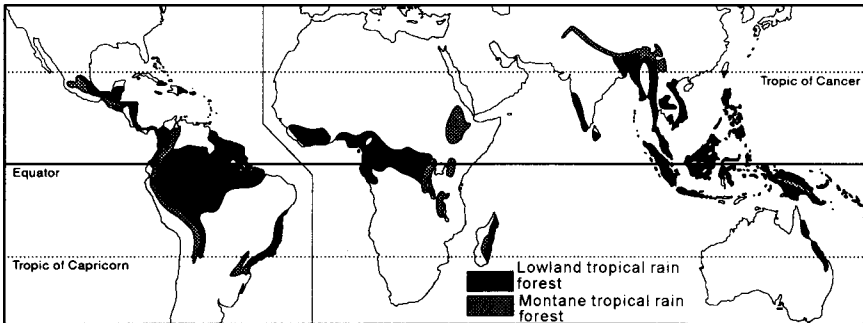 Tropic of Cancer
Equator
Tropic of Capricorn
Lowland tropical rain
forest
Montane tropical rain
forest